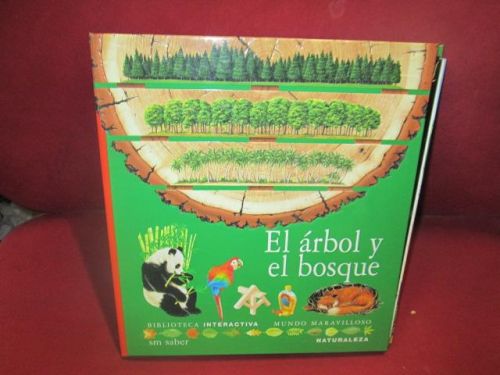 El árbol y
el bosque
BIBLIOTECA INTERACTIVA MUNDO MARAVILLOSO
sm saber
NATURALEZA